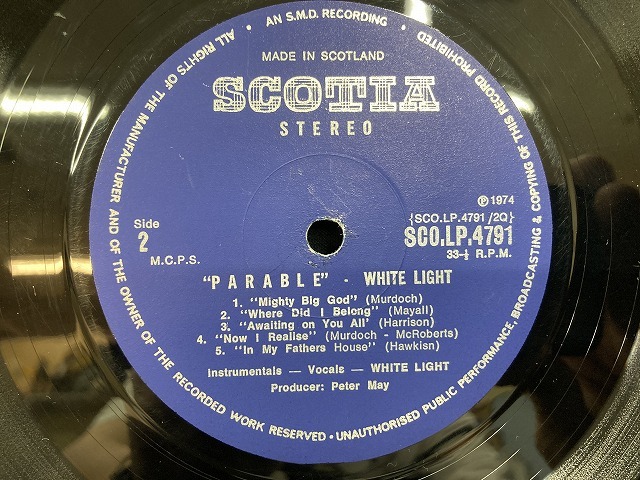 · AN S.M.D. RECORDING ·
ALL RIGHTS OF THE MANUFACTURER AND OF THE OWNER OF THE RECORDED WORK RESERVED · UNAUTHORISED PUBLIC PERFORMANCE, BROADCASTING & COPYING OF THIS RECORD PROHIBITED
MADE IN SCOTLAND
SCOTIA
STEREO
℗ 1974
Side
2
M.C.P.S.
{SCO.LP.4791/2Q}
SCO.LP.4791
33-⅓ R.P.M.
"PARABLE" - WHITE LIGHT
1. "Mighty Big God" (Murdoch)
2. "Where Did I Belong" (Mayall)
3. "Awaiting on You All' (Harrison)
4. "Now I Realise" (Murdoch - McRoberts)
5. "In My Fathers House" (Hawkisn)
Instrumentals — Vocals — WHITE LIGHT
Producer: Peter May